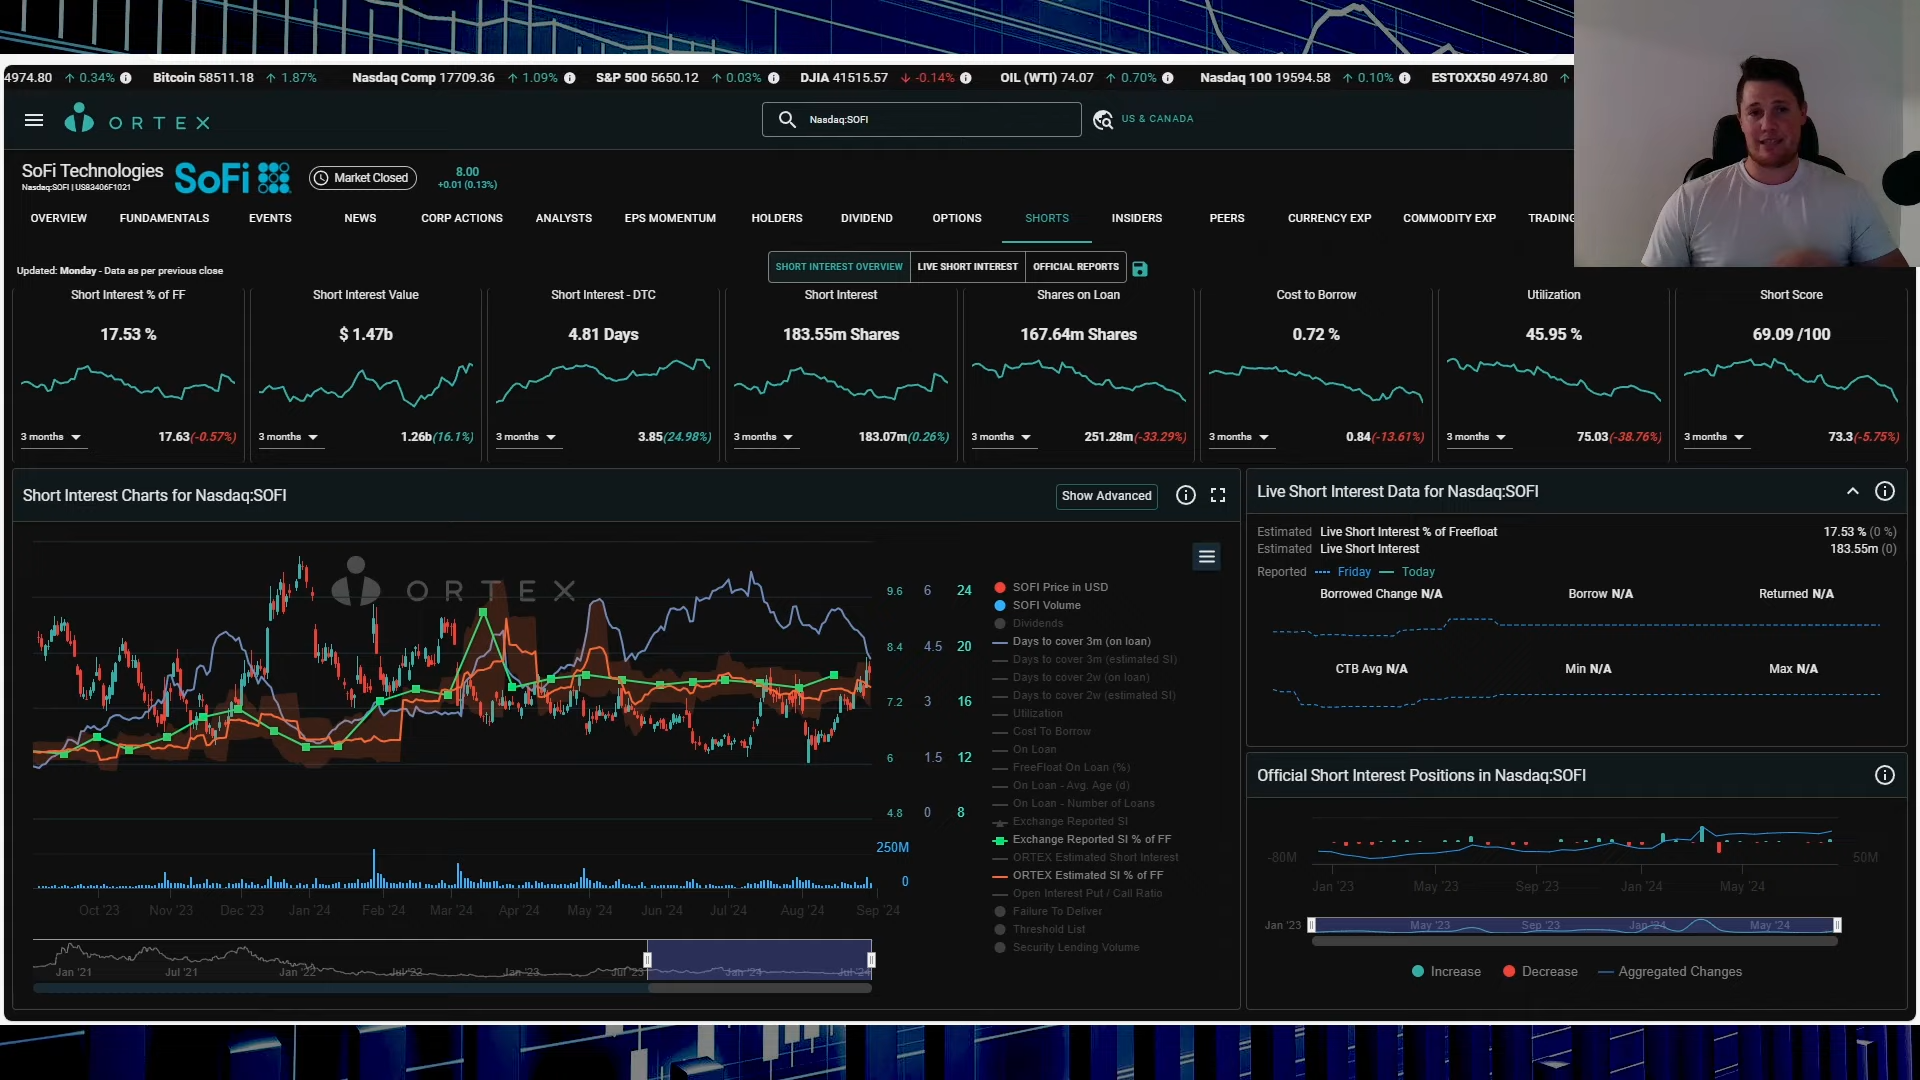 4974.80 ↑ 0.34% Bitcoin 58511.18 ↑ 1.87% Nasdaq Comp 17709.36 ↑ 1.09% S&P 500 5650.12 ↑ 0.03% DJIA 41515.57 ↓ -0.14% OIL (WTI) 74.07 ↑ 0.70% Nasdaq 100 19594.58 ↑ 0.10% ESTOXX50 4974.80 ↑
ORTEX
Nasdaq:SOFI
US & CANADA
SoFi Technologies
Nasdaq:SOFI | US83406F1021
SoFi
Market Closed
8.00
+0.01 (0.13%)
OVERVIEW FUNDAMENTALS EVENTS NEWS CORP ACTIONS ANALYSTS EPS MOMENTUM HOLDERS DIVIDEND OPTIONS SHORTS INSIDERS PEERS CURRENCY EXP COMMODITY EXP TRADING
SHORT INTEREST OVERVIEW LIVE SHORT INTEREST OFFICIAL REPORTS
Updated: Monday - Data as per previous close
Short Interest % of FF Short Interest Value Short Interest - DTC Short Interest Shares on Loan Cost to Borrow Utilization Short Score
17.53 % $ 1.47b 4.81 Days 183.55m Shares 167.64m Shares 0.72 % 45.95 % 69.09 /100
3 months 17.63(-0.57%) 3 months 1.26b(16.1%) 3 months 3.85(24.98%) 3 months 183.07m(0.26%) 3 months 251.28m(-33.29%) 3 months 0.84(-13.61%) 3 months 75.03(-38.76%) 3 months 73.3(-5.75%)
Short Interest Charts for Nasdaq:SOFI
Show Advanced
ORTEX
9.6 6 24
8.4 4.5 20
7.2 3 16
6 1.5 12
4.8 0 8
250M
0
Oct '23 Nov '23 Dec '23 Jan '24 Feb '24 Mar '24 Apr '24 May '24 Jun '24 Jul '24 Aug '24 Sep '24
Jan '21 Jul '21 Jan '22 Jul '22 Jan '23 Jul '23 Jan '24 Jul '24
SOFI Price in USD
SOFI Volume
Dividends
Days to cover 3m (on loan)
Days to cover 3m (estimated SI)
Days to cover 2w (on loan)
Days to cover 2w (estimated SI)
Utilization
Cost To Borrow
On Loan
FreeFloat On Loan (%)
On Loan - Avg. Age (d)
On Loan - Number of Loans
Exchange Reported SI
Exchange Reported SI % of FF
ORTEX Estimated Short Interest
ORTEX Estimated SI % of FF
Open Interest Put / Call Ratio
Failure To Deliver
Threshold List
Security Lending Volume
Live Short Interest Data for Nasdaq:SOFI
Estimated Live Short Interest % of Freefloat 17.53 % (0 %)
Estimated Live Short Interest 183.55m (0)
Reported Friday Today
Borrowed Change N/A Borrow N/A Returned N/A
CTB Avg N/A Min N/A Max N/A
Official Short Interest Positions in Nasdaq:SOFI
-80M 50M
Jan '23 May '23 Sep '23 Jan '24 May '24
Jan '23 May '23 Sep '23 Jan '24 May '24
Increase Decrease Aggregated Changes